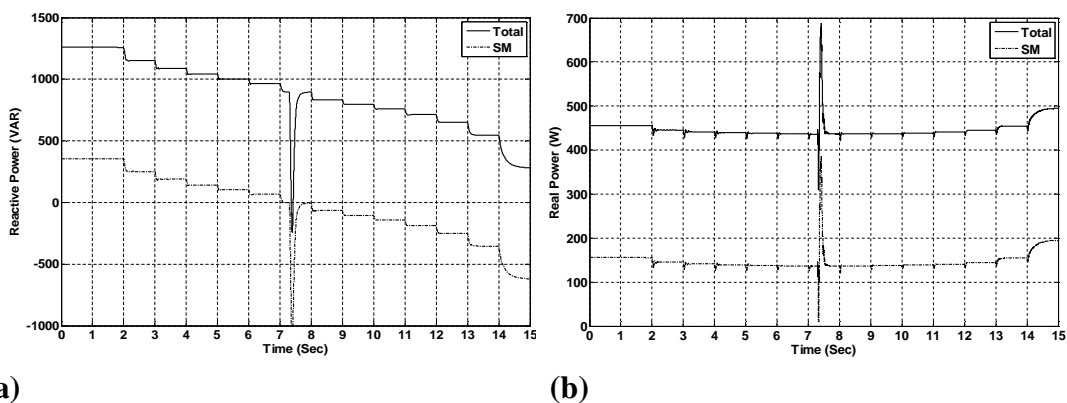 1500
1000
500
0
-500
-1000
Reactive Power (VAR)
Total
SM
0 1 2 3 4 5 6 7 8 9 10 11 12 13 14 15
Time (Sec)
a)
700
600
500
400
300
200
100
0
Real Power (W)
Total
SM
0 1 2 3 4 5 6 7 8 9 10 11 12 13 14 15
Time (Sec)
(b)